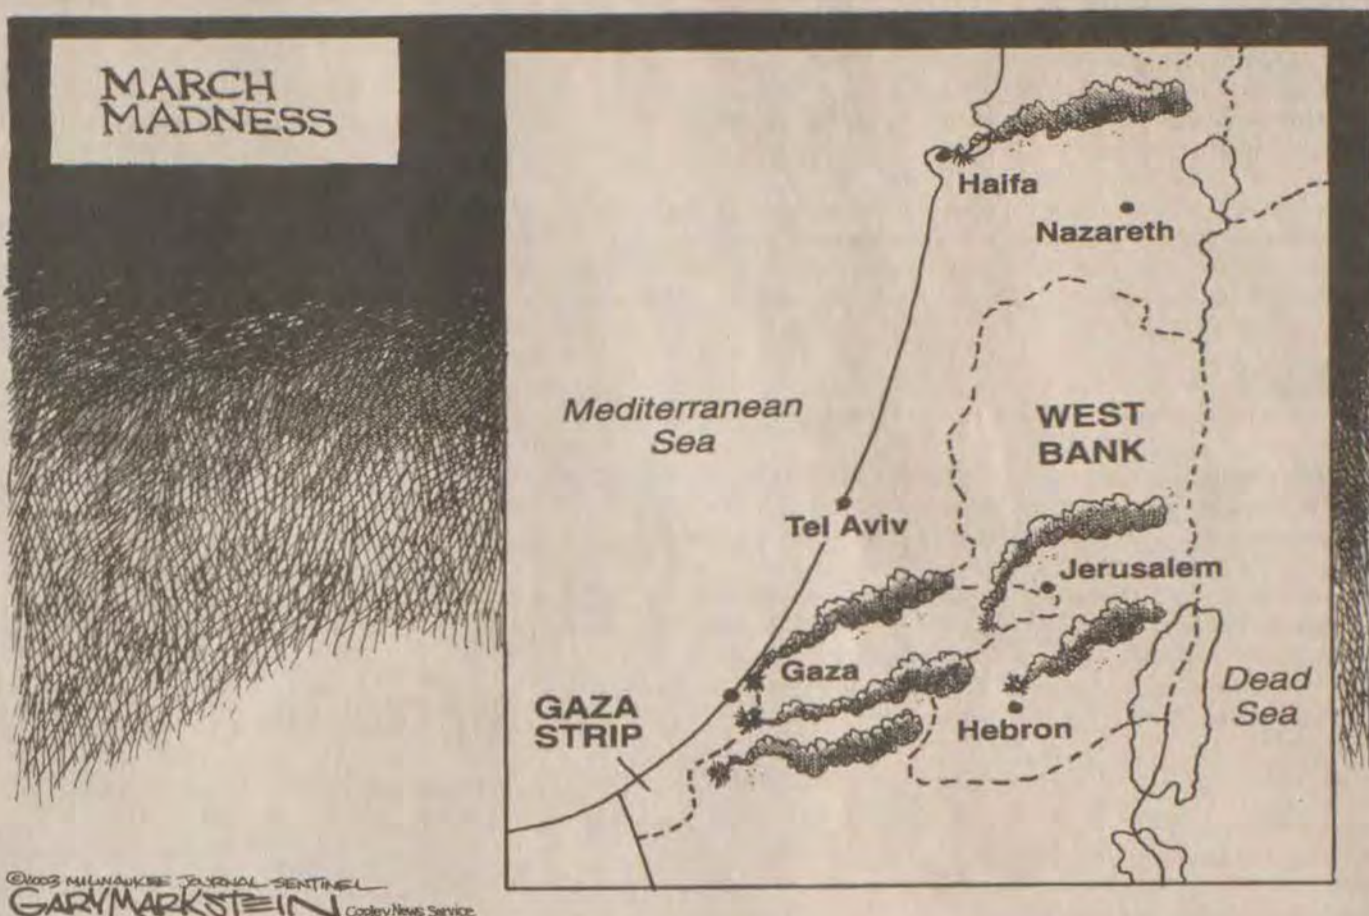 MARCH
MADNESS
Haifa
Nazareth
Mediterranean
Sea
WEST
BANK
Tel Aviv
Jerusalem
Gaza
GAZA
STRIP
Hebron
Dead
Sea
©2003 MILWAUKEE JOURNAL SENTINEL
GARY MARKSTEIN Copley News Service